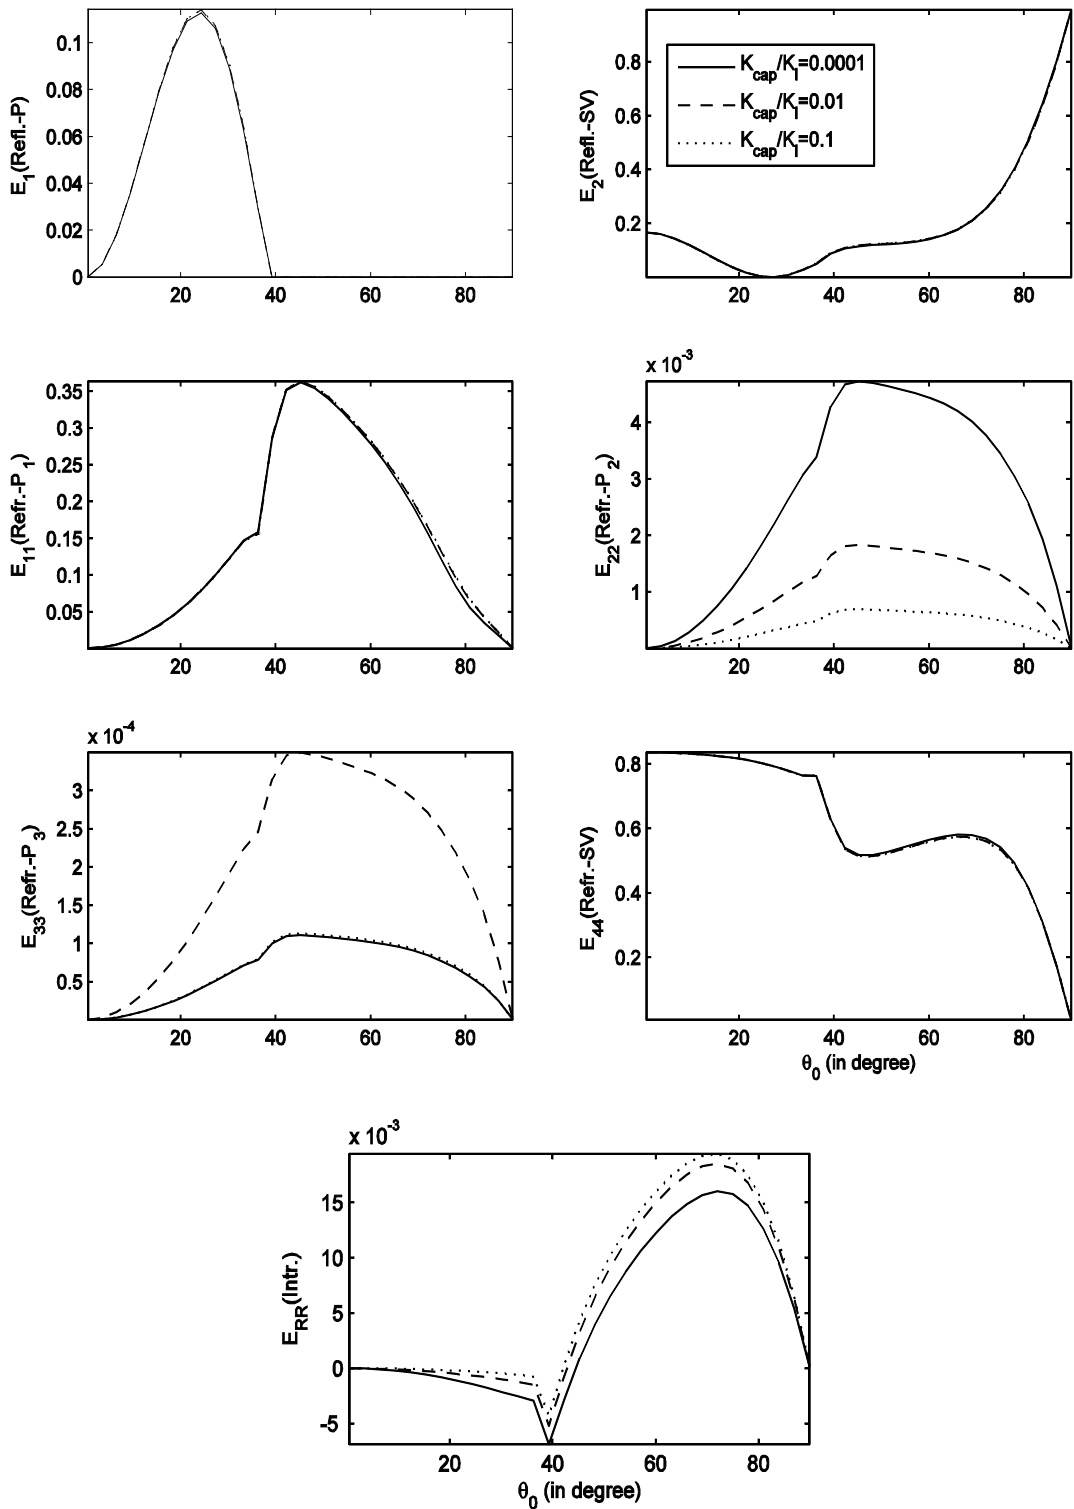 E1(Refl.-P)
0.1
0.08
0.06
0.04
0.02
0
20 40 60 80
E2(Refl.-SV)
0.8
0.6
0.4
0.2
20 40 60 80
Kcap/Kl=0.0001
Kcap/Kl=0.01
Kcap/Kl=0.1
E11(Refr.-P1)
0.35
0.3
0.25
0.2
0.15
0.1
0.05
20 40 60 80
x 10-3
E22(Refr.-P2)
4
3
2
1
20 40 60 80
x 10-4
E33(Refr.-P3)
3
2.5
2
1.5
1
0.5
20 40 60 80
E44(Refr.-SV)
0.8
0.6
0.4
0.2
20 40 60 80
θ0 (in degree)
x 10-3
ERR(Intr.)
15
10
5
0
-5
20 40 60 80
θ0 (in degree)